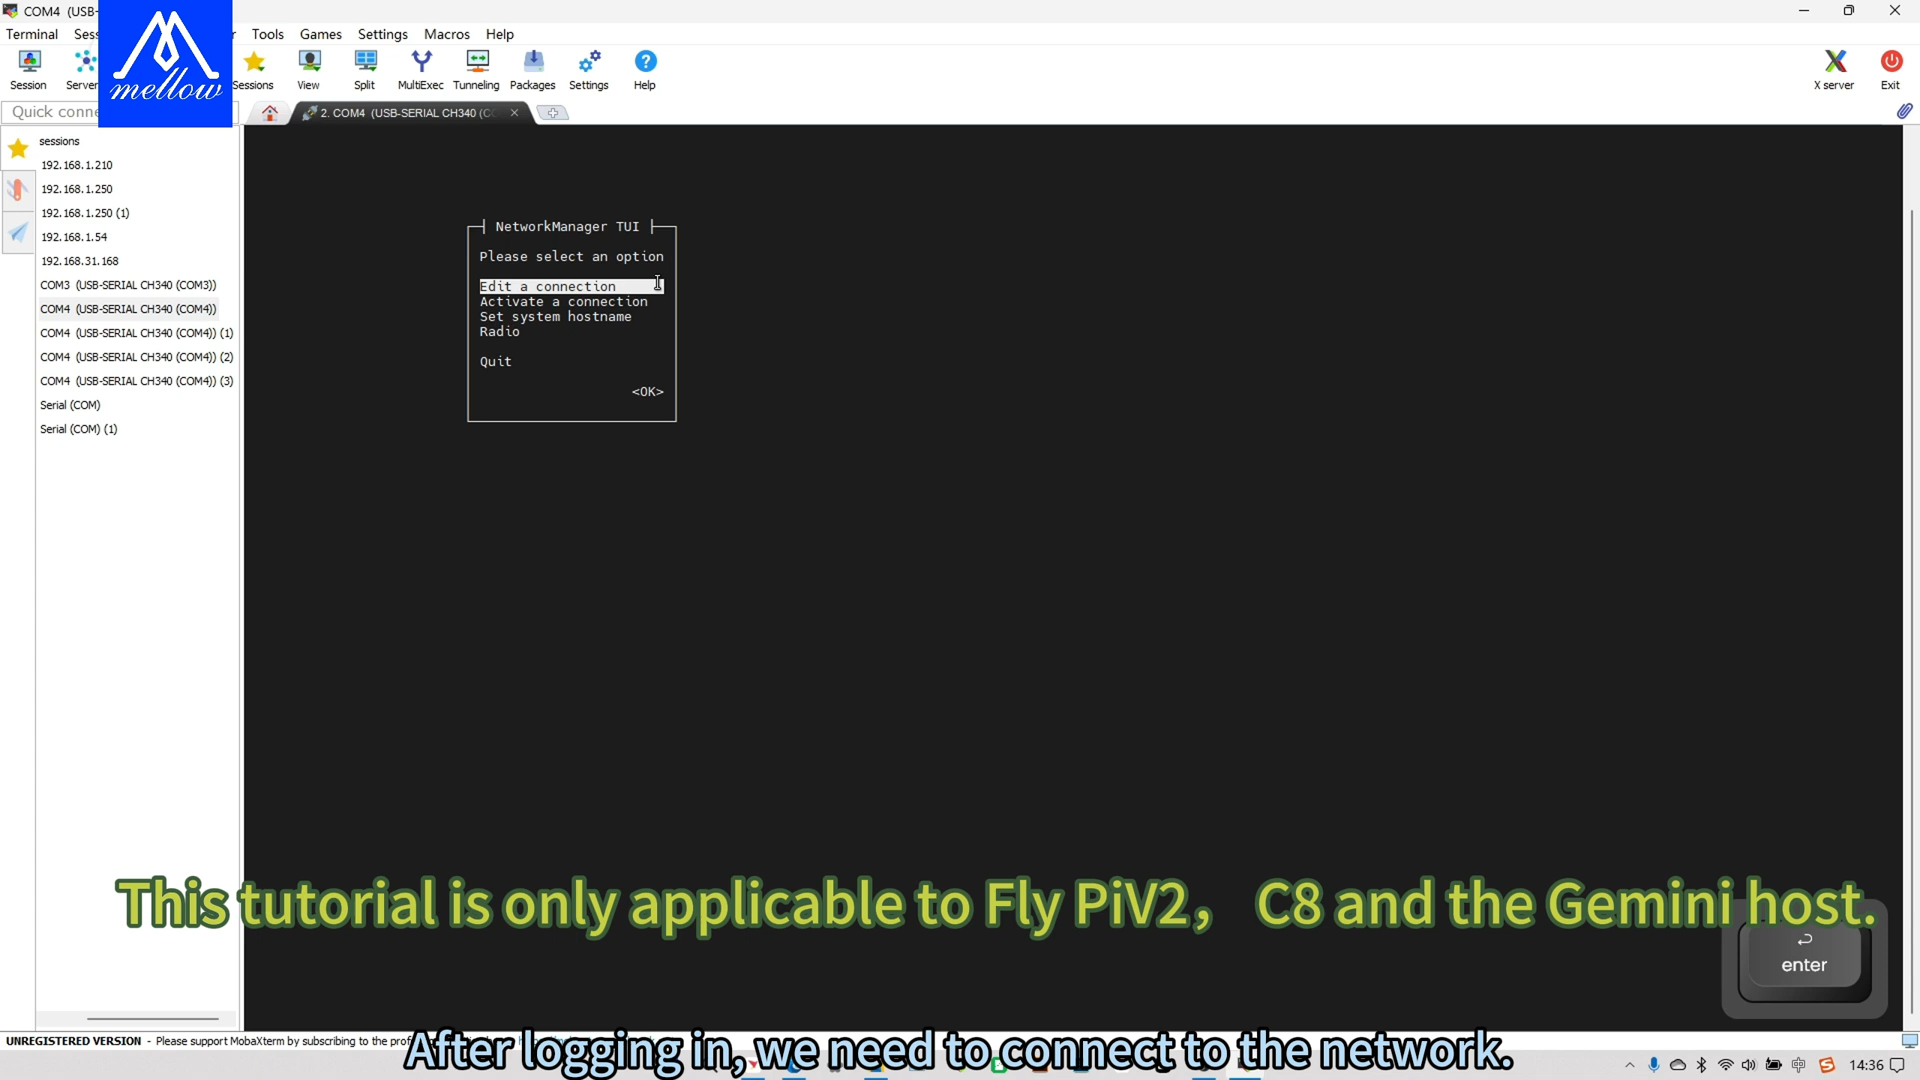 COM4 (USB-
Terminal Sess Tools Games Settings Macros Help
Session Server Sessions View Split MultiExec Tunneling Packages Settings Help X server Exit
mellow
Quick conne
2. COM4 (USB-SERIAL CH340 (CO
sessions
192.168.1.210
192.168.1.250
192.168.1.250 (1)
192.168.1.54
192.168.31.168
COM3 (USB-SERIAL CH340 (COM3))
COM4 (USB-SERIAL CH340 (COM4))
COM4 (USB-SERIAL CH340 (COM4)) (1)
COM4 (USB-SERIAL CH340 (COM4)) (2)
COM4 (USB-SERIAL CH340 (COM4)) (3)
Serial (COM)
Serial (COM) (1)
NetworkManager TUI
Please select an option
Edit a connection
Activate a connection
Set system hostname
Radio
Quit
<OK>
This tutorial is only applicable to Fly PiV2， C8 and the Gemini host.
enter
UNREGISTERED VERSION - Please support MobaXterm by subscribing to the
After logging in, we need to connect to the network.
中 S 14:36